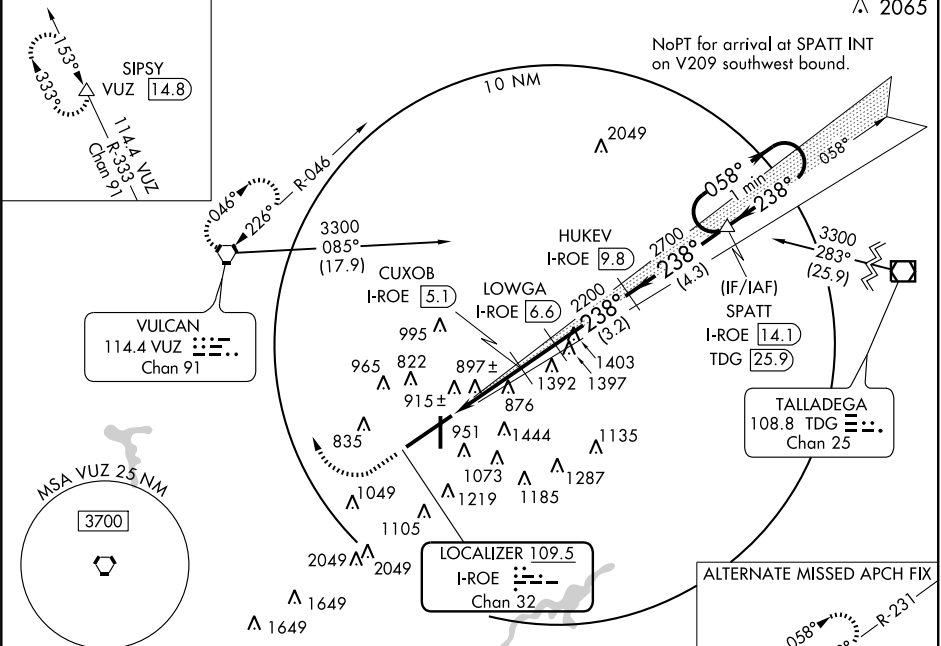 2065
NoPT for arrival at SPATT INT
on V209 southwest bound.
153°
333°
SIPSY
VUZ 14.8
114.4 VUZ
R-333
Chan 91
10 NM
2049
R-046
046°
226°
058°
1 min
238°
058°
3300
085°
(17.9)
3300
283°
(25.9)
HUKEV
I-ROE 9.8
2700
238°
(4.3)
CUXOB
I-ROE 5.1
LOWGA
I-ROE 6.6
2200
238°
(3.2)
(IF/IAF)
SPATT
I-ROE 14.1
TDG 25.9
VULCAN
114.4 VUZ
Chan 91
995
965
822
897±
1403
1392
1397
915±
876
TALLADEGA
108.8 TDG
Chan 25
835
951
1444
1135
1073
1287
1185
1049
1219
1105
MSA VUZ 25 NM
3700
2049
2049
LOCALIZER 109.5
I-ROE
Chan 32
1649
1649
ALTERNATE MISSED APCH FIX
058°
R-231